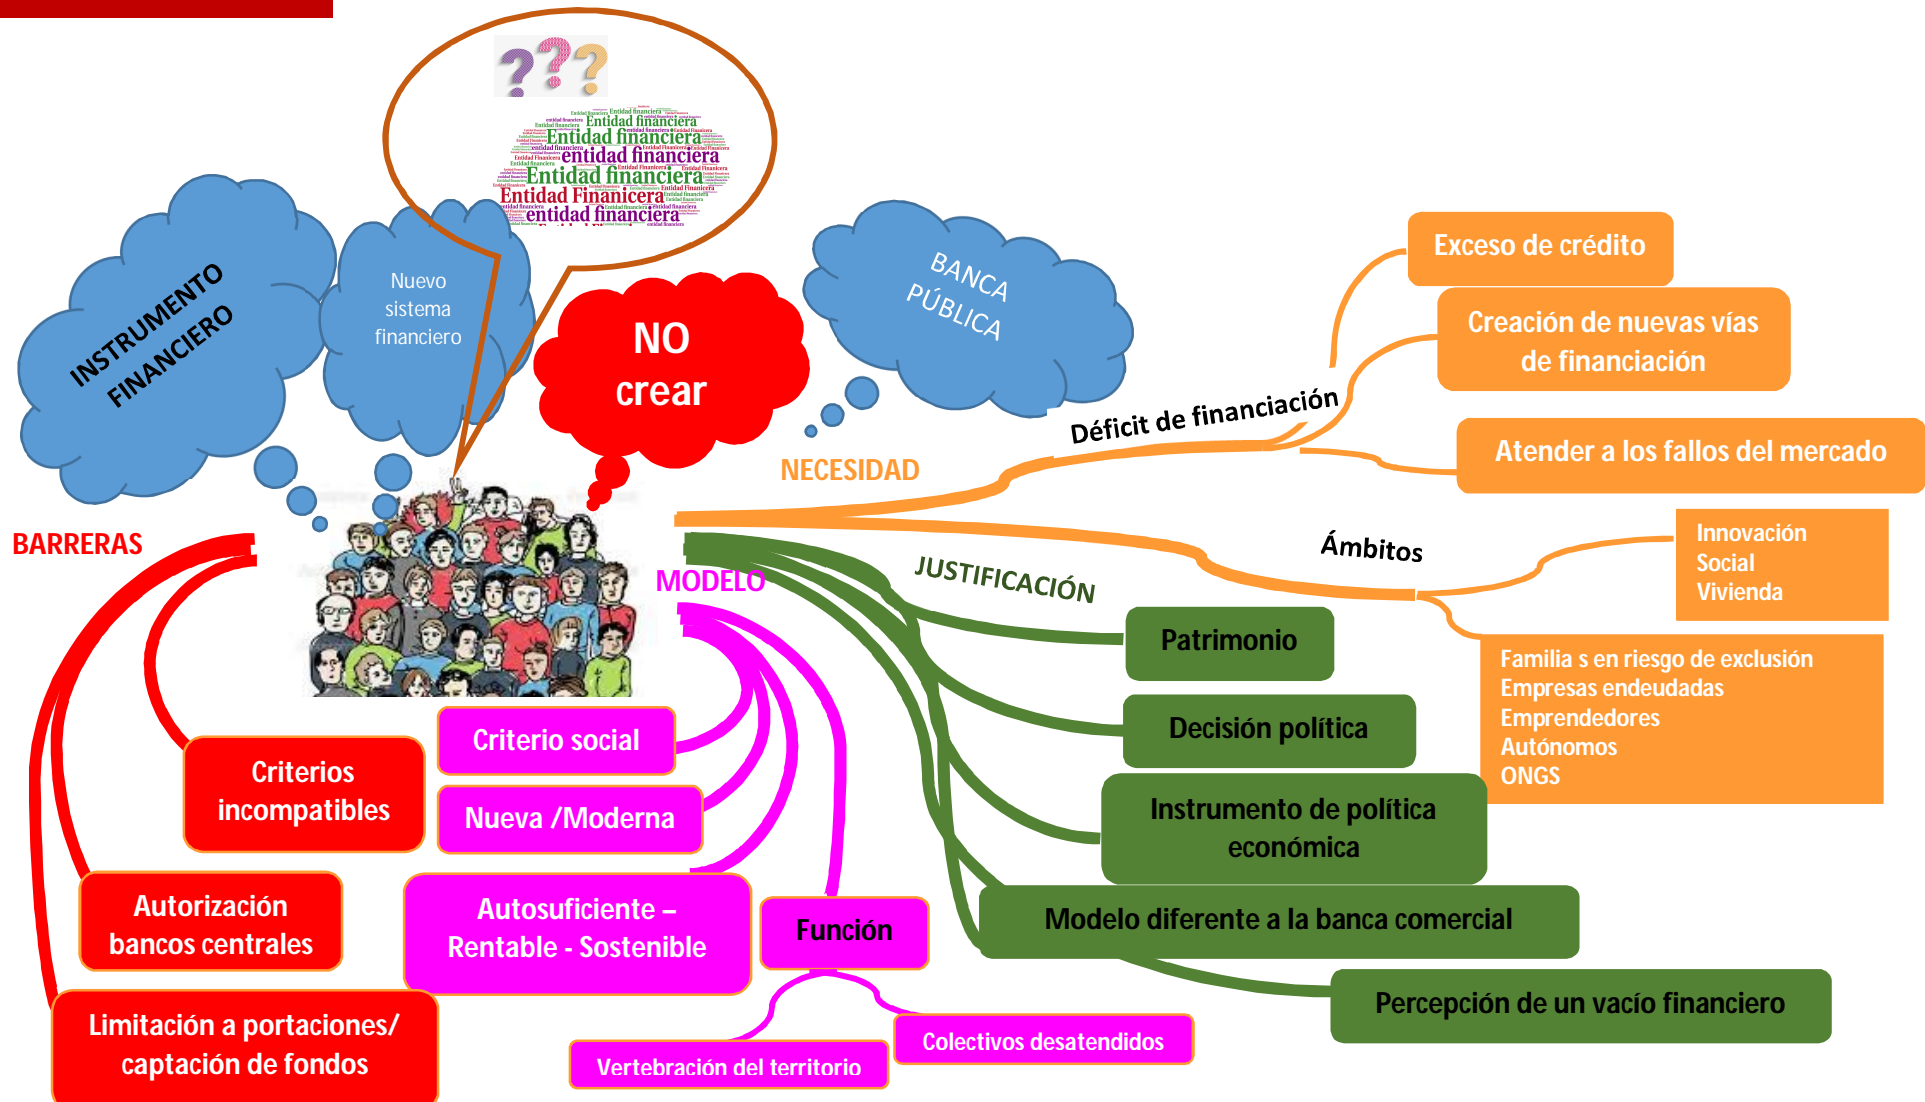 ???
Entidad financiera
Entidad financiera
Entidad financiera
entidad financiera
Entidad financiera
Entidad Finanicera
entidad financiera
INSTRUMENTO
FINANCIERO
Nuevo
sistema
financiero
NO
crear
BANCA
PÚBLICA
NECESIDAD
Déficit de financiación
Exceso de crédito
Creación de nuevas vías
de financiación
Atender a los fallos del mercado
Ámbitos
Innovación
Social
Vivienda
Familia s en riesgo de exclusión
Empresas endeudadas
Emprendedores
Autónomos
ONGS
BARRERAS
Criterios
incompatibles
Autorización
bancos centrales
Limitación a portaciones/
captación de fondos
MODELO
Criterio social
Nueva /Moderna
Autosuficiente –
Rentable - Sostenible
Función
Vertebración del territorio
Colectivos desatendidos
JUSTIFICACIÓN
Patrimonio
Decisión política
Instrumento de política
económica
Modelo diferente a la banca comercial
Percepción de un vacío financiero